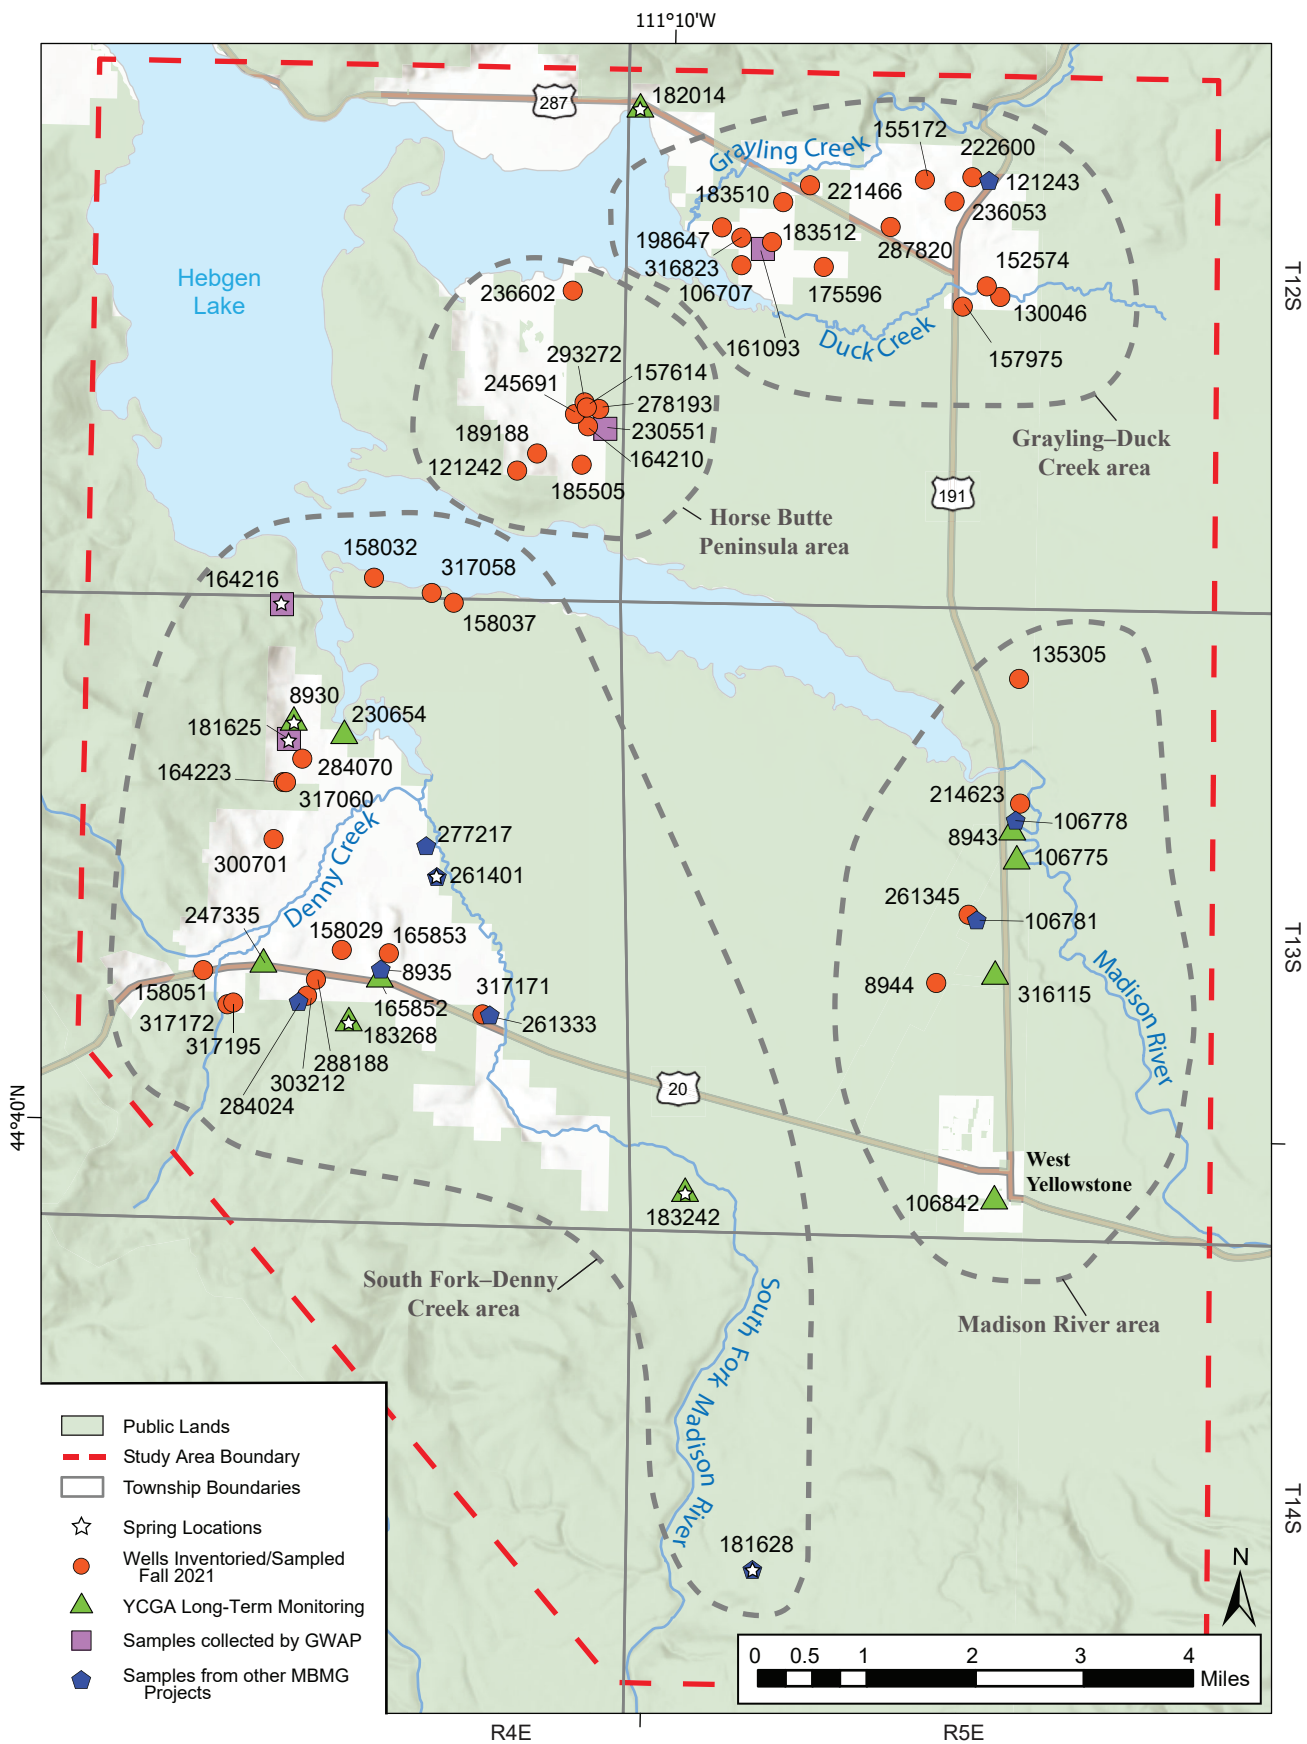 111°10'W
287
182014
155172
222600
Grayling Creek
121243
183510
221466
236053
198647
183512
287820
316823
152574
106707
175596
130046
Hebgen
Lake
236602
161093
Duck Creek
157975
T12S
293272
157614
245691
278193
189188
230551
121242
164210
185505
Grayling–Duck
Creek area
191
Horse Butte
Peninsula area
158032
317058
164216
158037
135305
8930
230654
181625
284070
164223
317060
214623
106778
8943
106775
300701
Denny Creek
277217
261401
261345
106781
247335
158029
165853
8935
T13S
158051
165852
317171
8944
316115
Madison River
317172
183268
261333
317195
288188
303212
284024
20
44°40'N
West
Yellowstone
183242
106842
South Fork–Denny
Creek area
South Fork Madison River
Madison River area
181628
T14S
Public Lands
Study Area Boundary
Township Boundaries
Spring Locations
Wells Inventoried/Sampled
Fall 2021
YCGA Long-Term Monitoring
Samples collected by GWAP
Samples from other MBMG
Projects
N
0 0.5 1 2 3 4
Miles
R4E
R5E